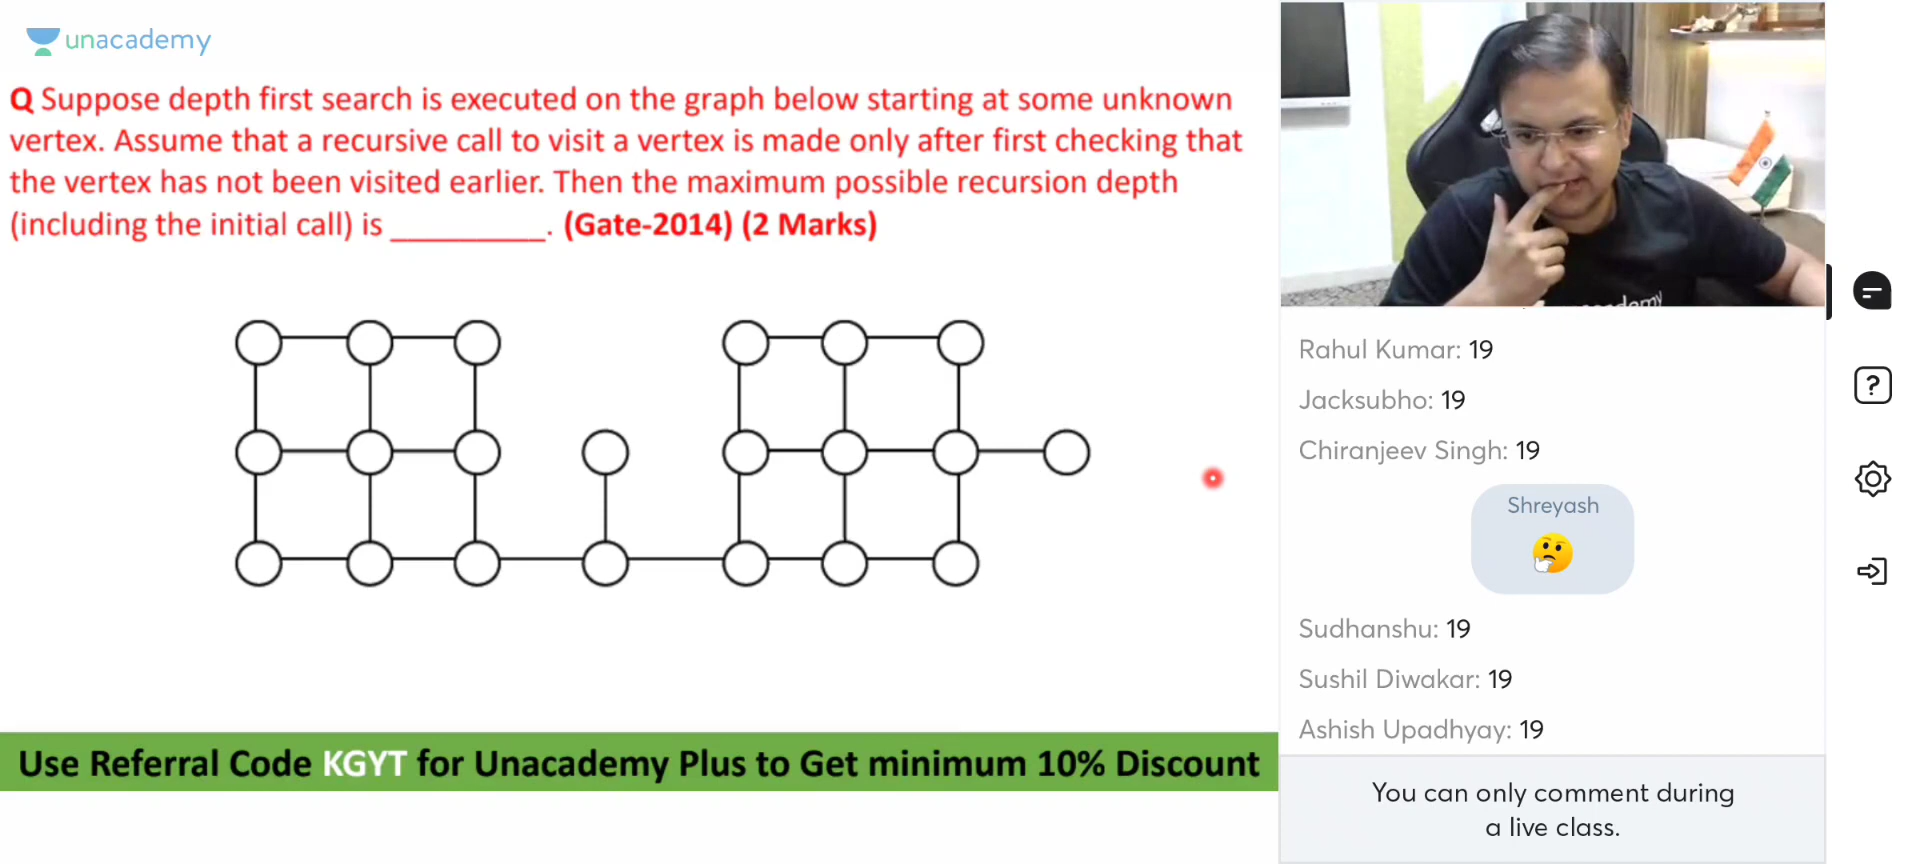 unacademy
Q Suppose depth first search is executed on the graph below starting at some unknown
vertex. Assume that a recursive call to visit a vertex is made only after first checking that
the vertex has not been visited earlier. Then the maximum possible recursion depth
(including the initial call) is __________. (Gate-2014) (2 Marks)
Use Referral Code KGYT for Unacademy Plus to Get minimum 10% Discount
Rahul Kumar: 19
Jacksubho: 19
Chiranjeev Singh: 19
Shreyash
Sudhanshu: 19
Sushil Diwakar: 19
Ashish Upadhyay: 19
You can only comment during
a live class.